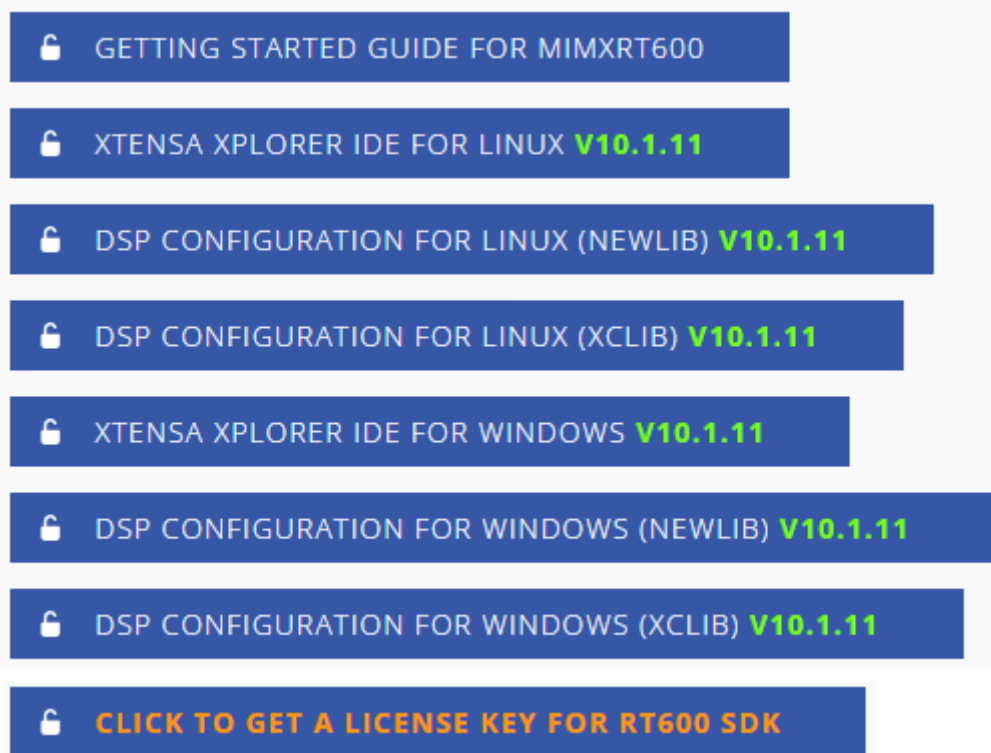 GETTING STARTED GUIDE FOR MIMXRT600
XTENSA XPLORER IDE FOR LINUX V10.1.11
DSP CONFIGURATION FOR LINUX (NEWLIB) V10.1.11
DSP CONFIGURATION FOR LINUX (XCLIB) V10.1.11
XTENSA XPLORER IDE FOR WINDOWS V10.1.11
DSP CONFIGURATION FOR WINDOWS (NEWLIB) V10.1.11
DSP CONFIGURATION FOR WINDOWS (XCLIB) V10.1.11
CLICK TO GET A LICENSE KEY FOR RT600 SDK